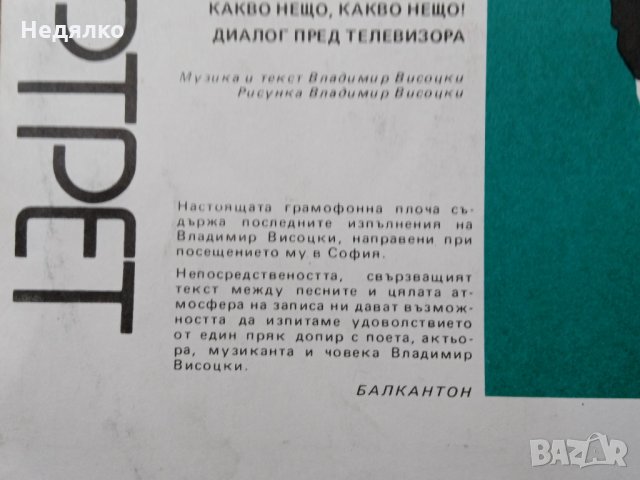 Недялко
РТРЕТ
КАКВО НЕЩО, КАКВО НЕЩО!
ДИАЛОГ ПРЕД ТЕЛЕВИЗОРА
Музика и текст Владимир Висоцки
Рисунка Владимир Висоцки
Настоящата грамофонна плоча съ-
държа последните изпълнения на
Владимир Висоцки, направени при
посещението му в София.
Непосредствеността, свързващият
текст между песните и цялата ат-
мосфера на записа ни дават възмож-
ността да изпитаме удоволствието
от един пряк допир с поета, актьо-
ра, музиканта и човека Владимир
Висоцки.
БАЛКАНТОН
BAZAR